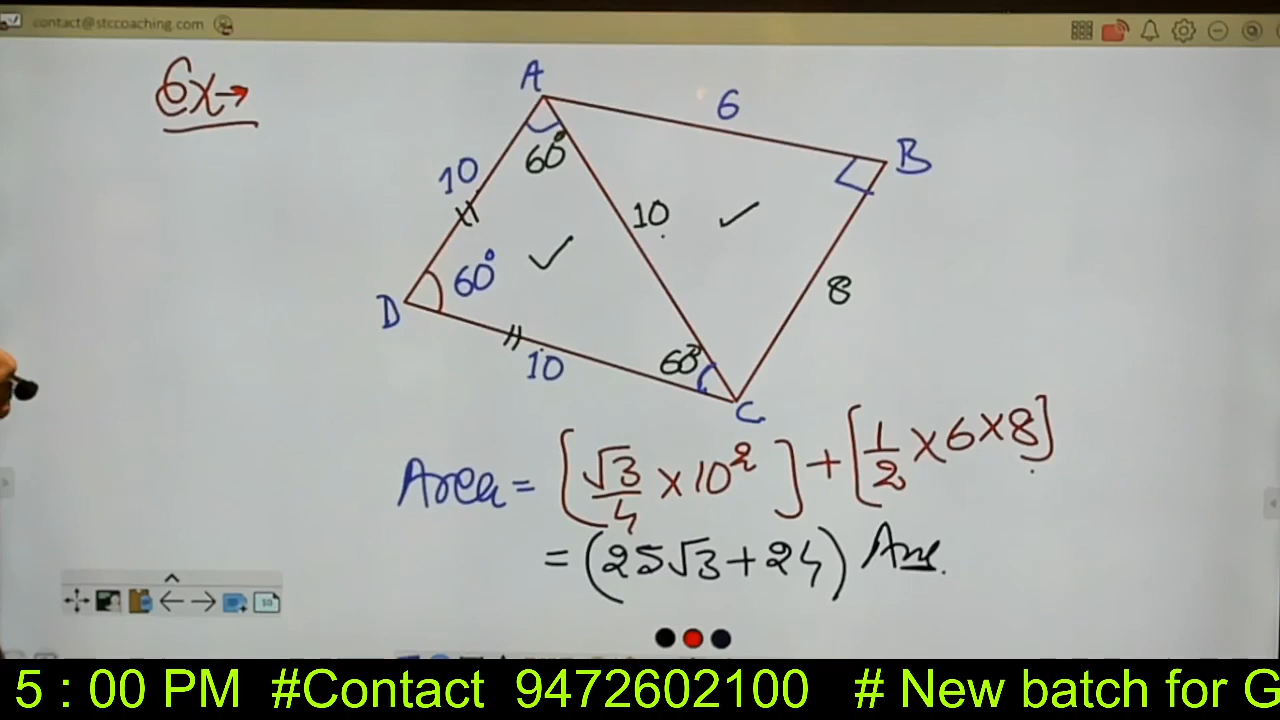 contact@stccoaching.com
Ex→
A
6
B
10
60°
10
60°
8
D
10
60°
C
Area = [√3/4 × 10²] + [1/2 × 6 × 8]
= (25√3 + 24) Ans.
10
5 : 00 PM #Contact 9472602100 # New batch for G